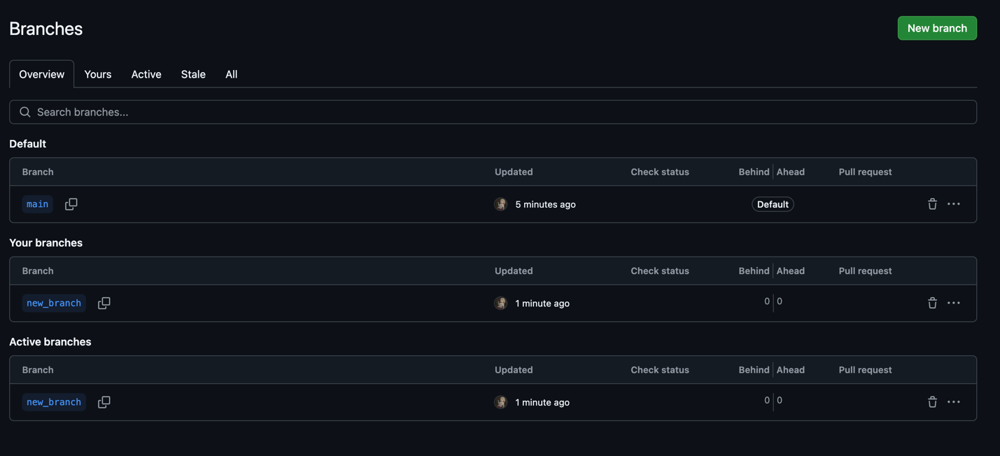 Branches
New branch
Overview Yours Active Stale All
Search branches...
Default
Branch Updated Check status Behind Ahead Pull request
main 5 minutes ago Default
Your branches
Branch Updated Check status Behind Ahead Pull request
new_branch 1 minute ago 0 0
Active branches
Branch Updated Check status Behind Ahead Pull request
new_branch 1 minute ago 0 0